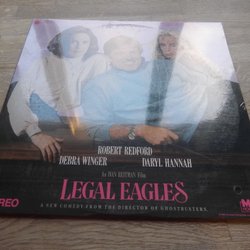 ROBERT REDFORD
DEBRA WINGER DARYL HANNAH
An IVAN REITMAN Film
LEGAL EAGLES
A NEW COMEDY FROM THE DIRECTOR OF GHOSTBUSTERS.